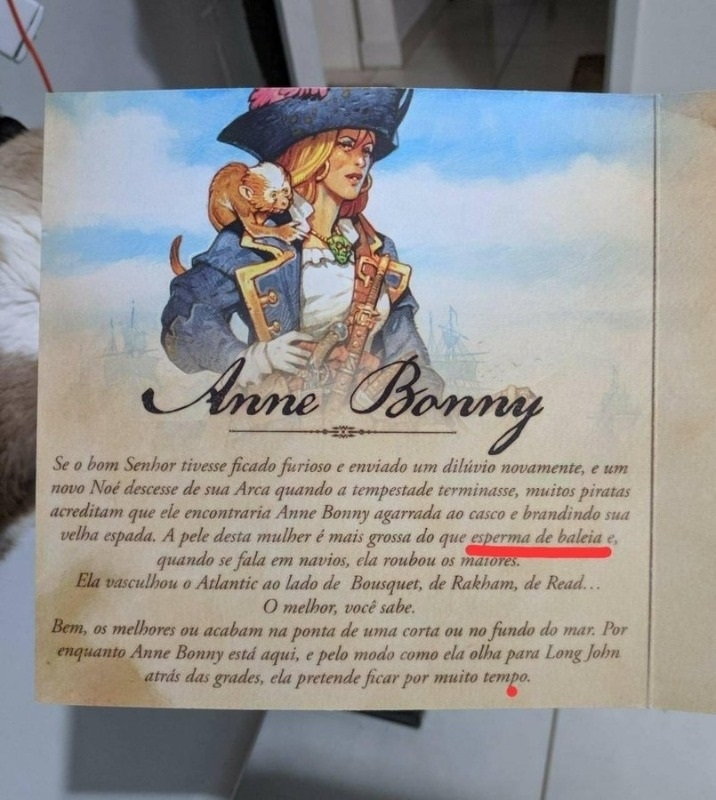 Anne Bonny
Se o bom Senhor tivesse ficado furioso e enviado um dilúvio novamente, e um
novo Noé descesse de sua Arca quando a tempestade terminasse, muitos piratas
acreditam que ele encontraria Anne Bonny agarrada ao casco e brandindo sua
velha espada. A pele desta mulher é mais grossa do que esperma de baleia e,
quando se fala em navios, ela roubou os maiores.
Ela vasculhou o Atlantic ao lado de Bousquet, de Rakham, de Read...
O melhor, você sabe.
Bem, os melhores ou acabam na ponta de uma corta ou no fundo do mar. Por
enquanto Anne Bonny está aqui, e pelo modo como ela olha para Long John
atrás das grades, ela pretende ficar por muito tempo.